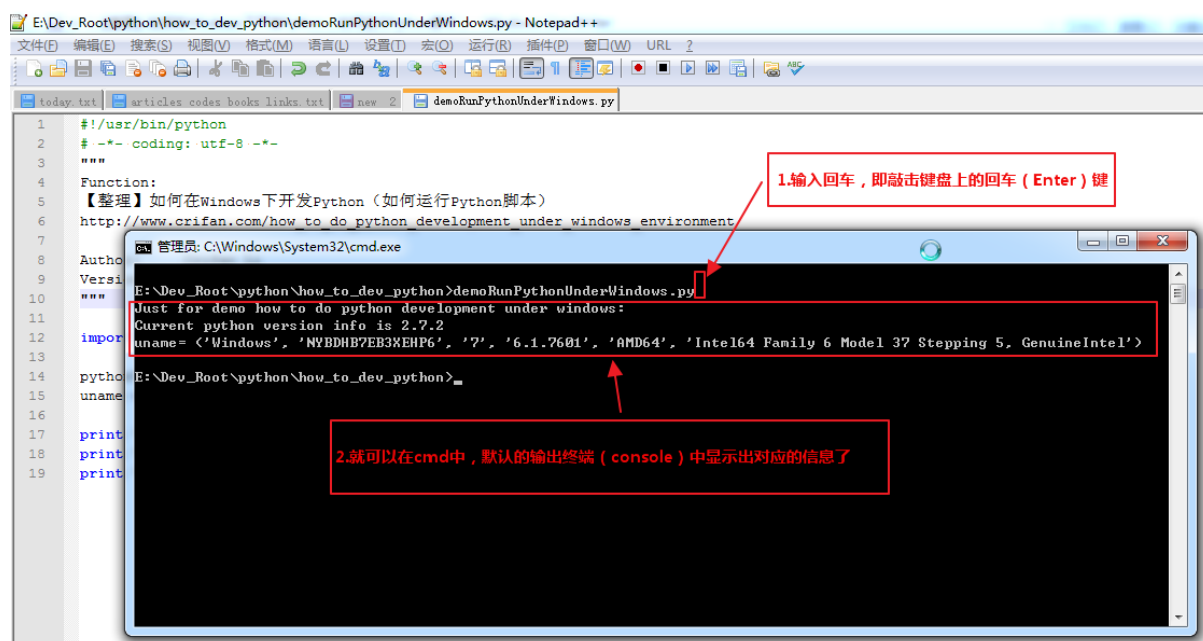 E:\Dev_Root\python\how_to_dev_python\demoRunPythonUnderWindows.py - Notepad++
文件(F) 编辑(E) 搜索(S) 视图(V) 格式(M) 语言(L) 设置(T) 宏(O) 运行(R) 插件(P) 窗口(W) URL ?
today.txt articles codes books links.txt new 2 demoRunPythonUnderWindows.py
1 #!/usr/bin/python
2 # -*- coding: utf-8 -*-
3 """
4 Function:
5 【整理】如何在Windows下开发Python（如何运行Python脚本）
6 http://www.crifan.com/how_to_do_python_development_under_windows_environment
7
8 Autho
9 Versi
10 """
11
12 impor
13
14 pytho
15 uname
16
17 print
18 print
19 print
1.输入回车，即敲击键盘上的回车（Enter）键
管理员: C:\Windows\System32\cmd.exe
E:\Dev_Root\python\how_to_dev_python>demoRunPythonUnderWindows.py
Just for demo how to do python development under windows:
Current python version info is 2.7.2
uname= ('Windows', 'NYBDHB7EB3XEHP6', '7', '6.1.7601', 'AMD64', 'Intel64 Family 6 Model 37 Stepping 5, GenuineIntel')
E:\Dev_Root\python\how_to_dev_python>_
2.就可以在cmd中，默认的输出终端（console）中显示出对应的信息了